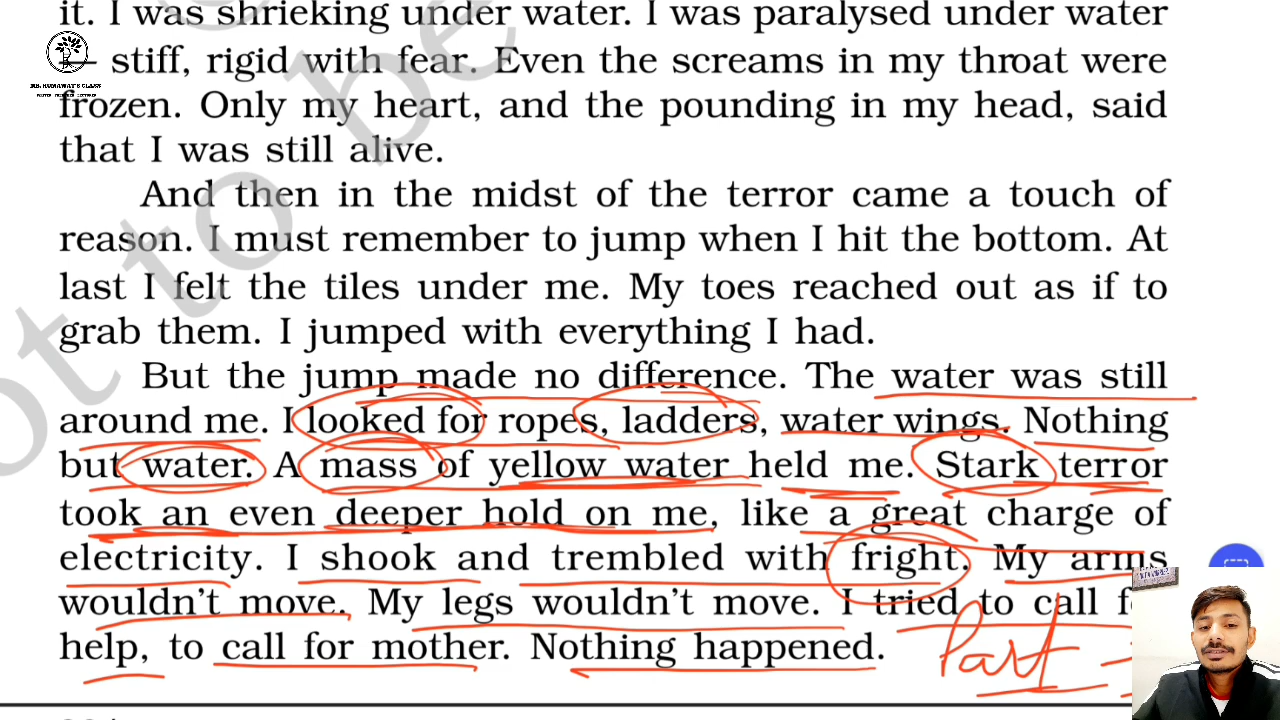 it. I was shrieking under water. I was paralysed under water
— stiff, rigid with fear. Even the screams in my throat were
frozen. Only my heart, and the pounding in my head, said
that I was still alive.
And then in the midst of the terror came a touch of
reason. I must remember to jump when I hit the bottom. At
last I felt the tiles under me. My toes reached out as if to
grab them. I jumped with everything I had.
But the jump made no difference. The water was still
around me. I looked for ropes, ladders, water wings. Nothing
but water. A mass of yellow water held me. Stark terror
took an even deeper hold on me, like a great charge of
electricity. I shook and trembled with fright. My arms
wouldn't move. My legs wouldn't move. I tried to call
help, to call for mother. Nothing happened.
Part
not to be